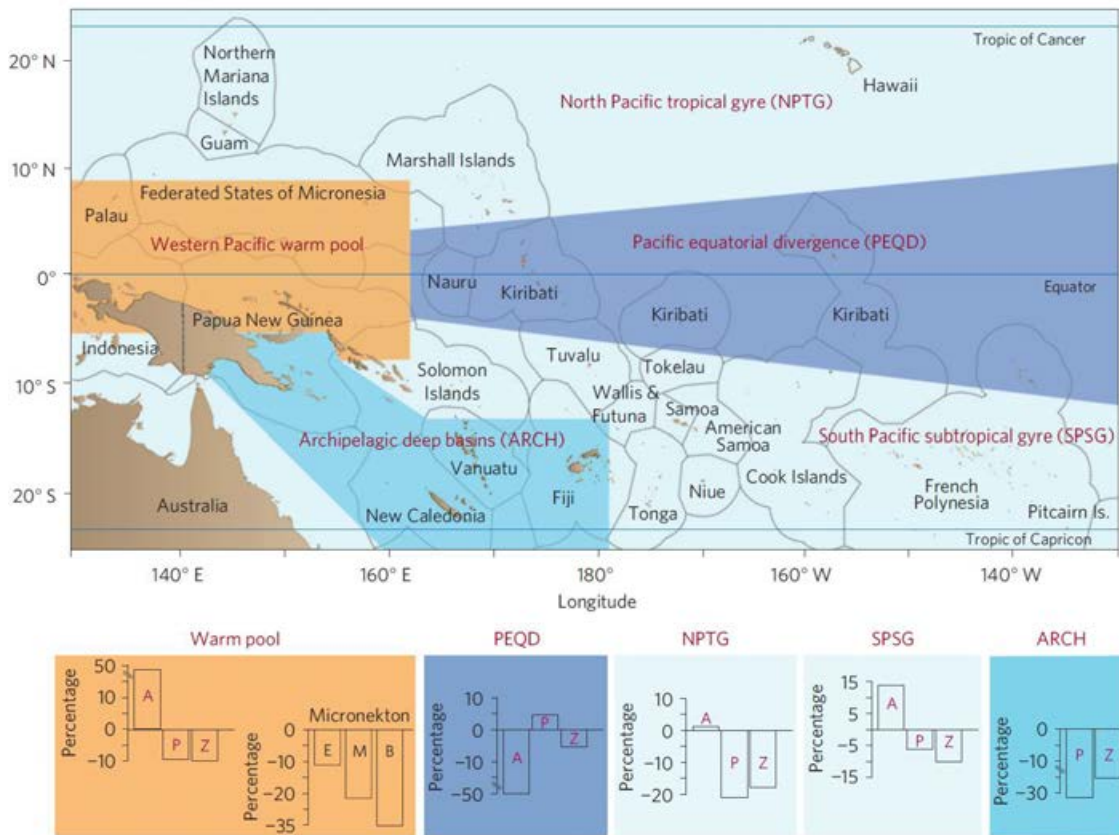 20° N
10° N
0°
10° S
20° S
Tropic of Cancer
Northern
Mariana
Islands
Hawaii
North Pacific tropical gyre (NPTG)
Guam
Marshall Islands
Federated States of Micronesia
Palau
Western Pacific warm pool
Pacific equatorial divergence (PEQD)
Nauru
Kiribati
Equator
Kiribati
Kiribati
Papua New Guinea
Indonesia
Solomon
Islands
Tuvalu
Tokelau
Wallis &
Futuna
Samoa
American
Samoa
Archipelagic deep basins (ARCH)
South Pacific subtropical gyre (SPSG)
Vanuatu
Cook Islands
Australia
Fiji
Niue
French
Polynesia
New Caledonia
Tonga
Pitcairn Is.
Tropic of Capricon
140° E
160° E
180°
160° W
140° W
Longitude
Warm pool
Percentage
50
10
0
-10
A
P
Z
Micronekton
Percentage
0
-10
-20
-35
E
M
B
PEQD
Percentage
10
0
-10
-50
A
P
Z
NPTG
Percentage
10
0
-10
-20
A
P
Z
SPSG
Percentage
15
5
-5
-15
A
P
Z
ARCH
Percentage
0
-30
P
Z